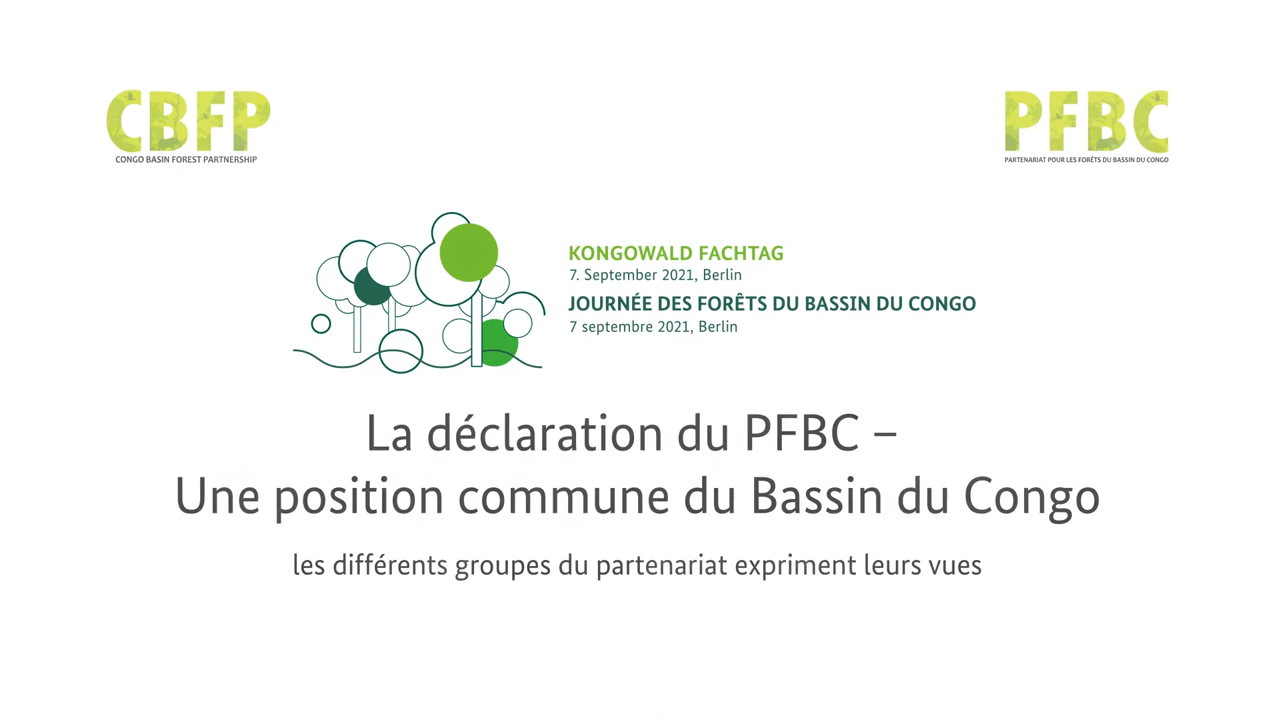 CBFP
CONGO BASIN FOREST PARTNERSHIP
PFBC
PARTENARIAT POUR LES FORÊTS DU BASSIN DU CONGO
KONGOWALD FACHTAG
7. September 2021, Berlin
JOURNÉE DES FORÊTS DU BASSIN DU CONGO
7 septembre 2021, Berlin
La déclaration du PFBC –
Une position commune du Bassin du Congo
les différents groupes du partenariat expriment leurs vues